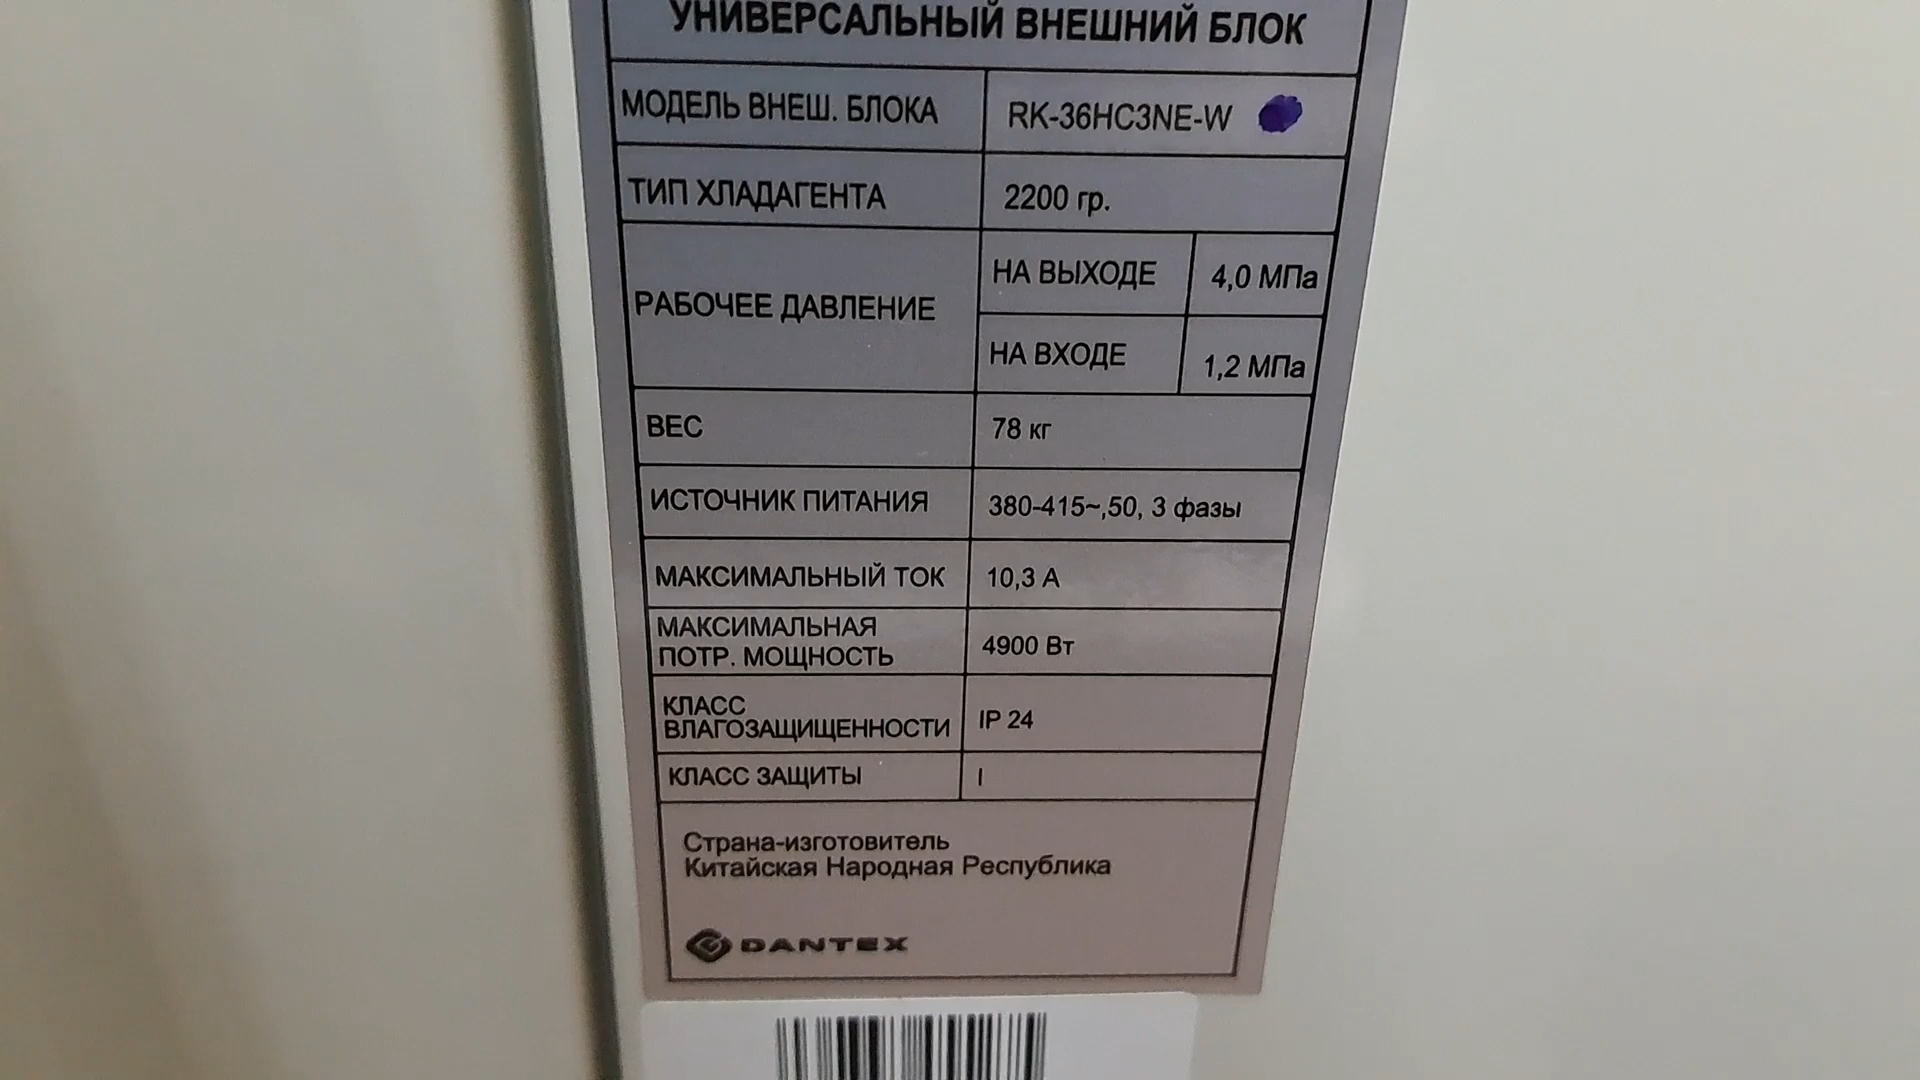 УНИВЕРСАЛЬНЫЙ ВНЕШНИЙ БЛОК
МОДЕЛЬ ВНЕШ. БЛОКА
RK-36HC3NE-W
ТИП ХЛАДАГЕНТА
2200 гр.
РАБОЧЕЕ ДАВЛЕНИЕ
НА ВЫХОДЕ
4,0 МПа
НА ВХОДЕ
1,2 МПа
ВЕС
78 кг
ИСТОЧНИК ПИТАНИЯ
380-415~,50, 3 фазы
МАКСИМАЛЬНЫЙ ТОК
10,3 А
МАКСИМАЛЬНАЯ
ПОТР. МОЩНОСТЬ
4900 Вт
КЛАСС
ВЛАГОЗАЩИЩЕННОСТИ
IP 24
КЛАСС ЗАЩИТЫ
I
Страна-изготовитель
Китайская Народная Республика
DANTEX